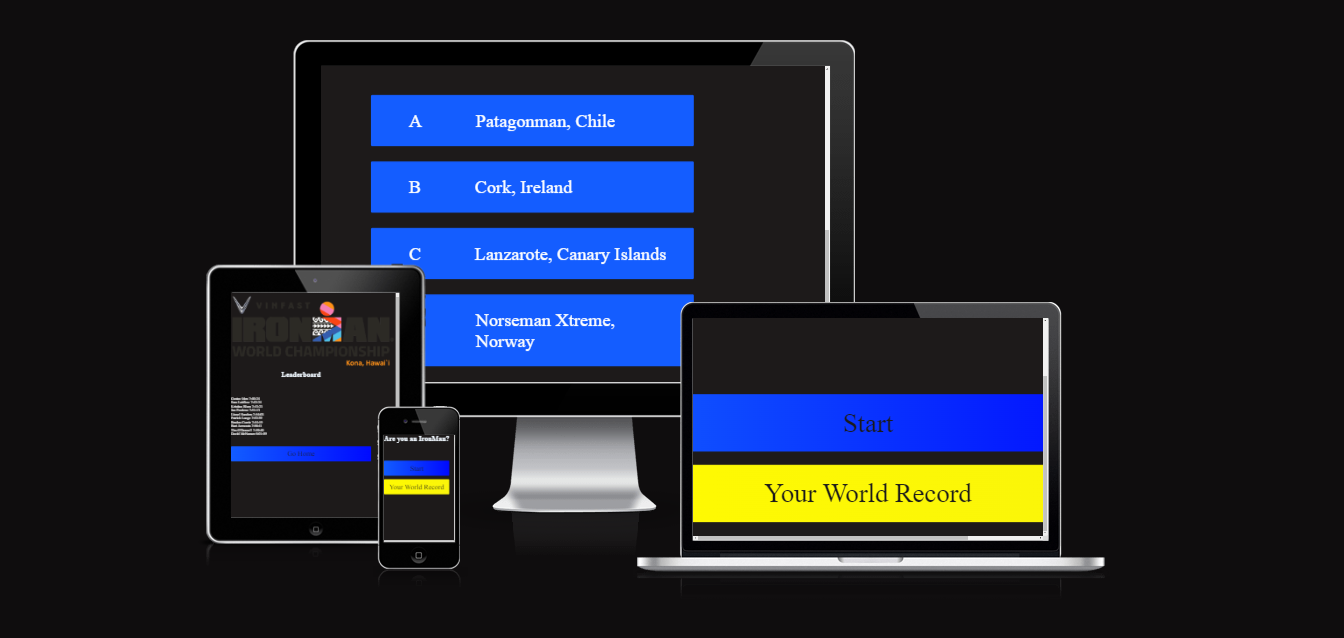 A Patagonman, Chile
B Cork, Ireland
C Lanzarote, Canary Islands
Norseman Xtreme,
Norway
VINFAST
IRONMAN
WORLD CHAMPIONSHIP
Kona, Hawai'i
Leaderboard
Go Home
Are you an IronMan?
Start
Your World Record
Start
Your World Record